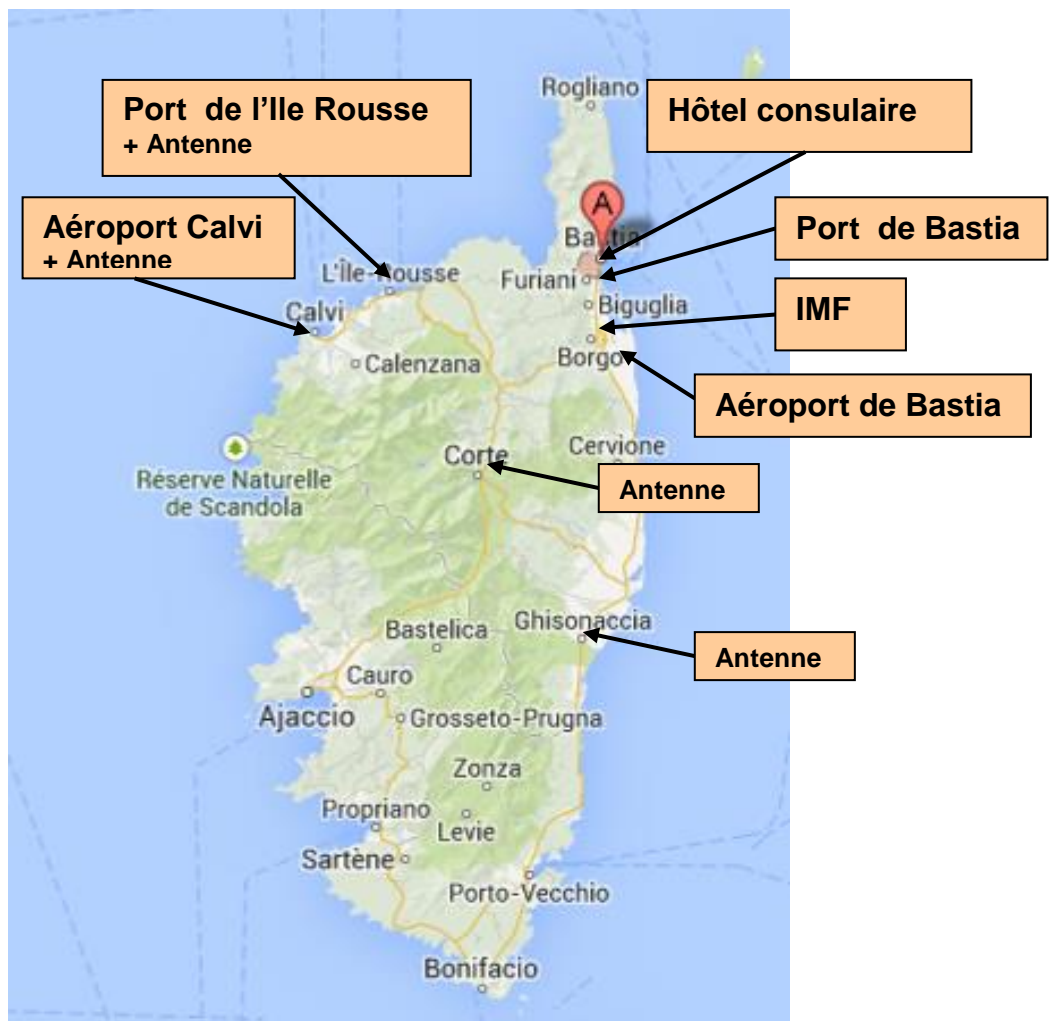 Rogliano
Port de l'Ile Rousse
+ Antenne
Hôtel consulaire
A
Aéroport Calvi
+ Antenne
Port de Bastia
Bastia
L'Île-Rousse
Furiani
Calvi
Biguglia
IMF
Borgo
Calenzana
Aéroport de Bastia
Cervione
Corte
Réserve Naturelle
de Scandola
Antenne
Ghisonaccia
Bastelica
Antenne
Cauro
Ajaccio
Grosseto-Prugna
Zonza
Propriano
Levie
Sartène
Porto-Vecchio
Bonifacio